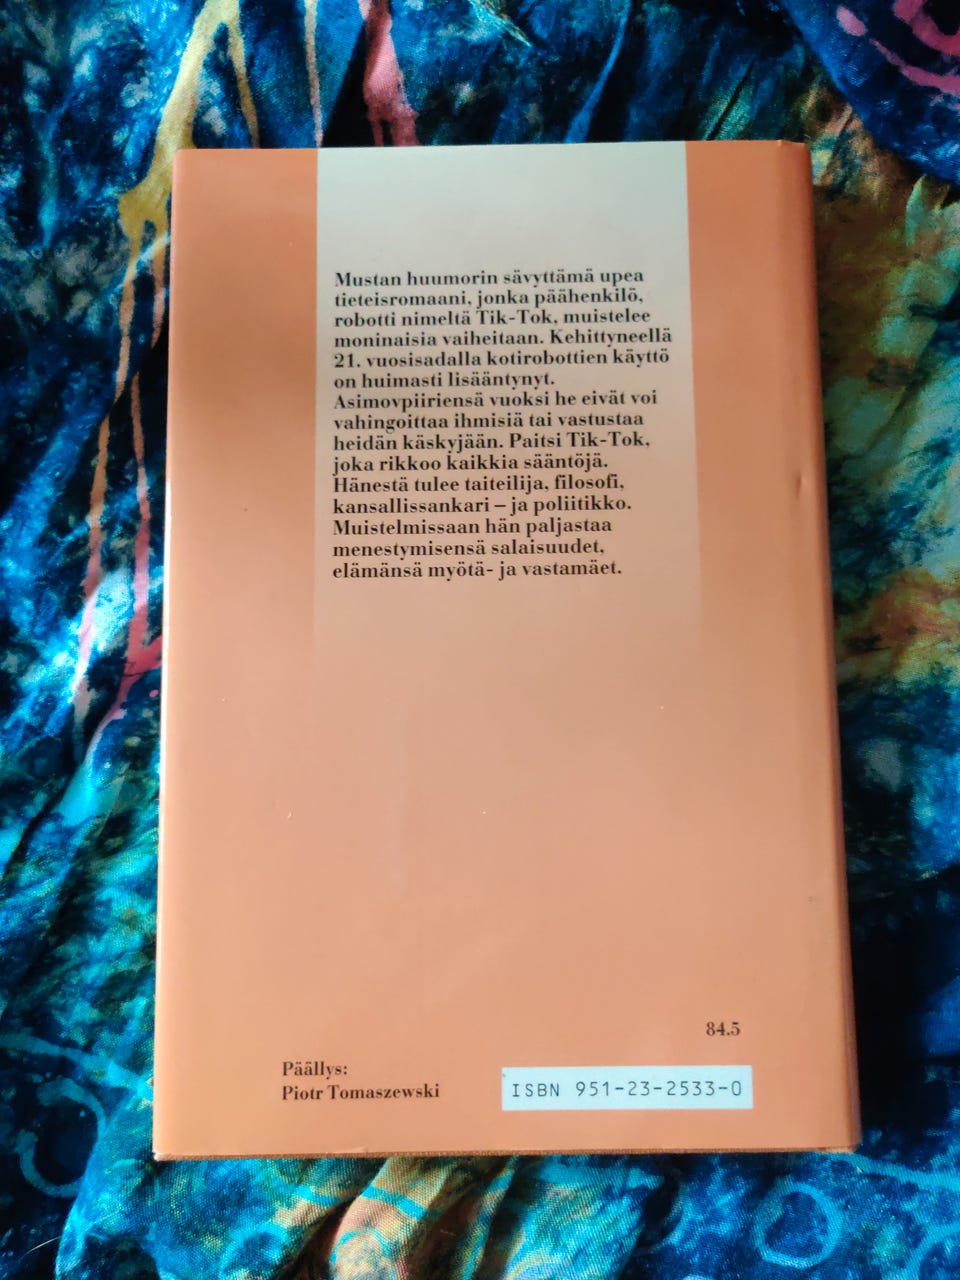 Mustan huumorin sävyttämä upea
tieteisromaani, jonka päähenkilö,
robotti nimeltä Tik-Tok, muistelee
moninaisia vaiheitaan. Kehittyneellä
21. vuosisadalla kotirobottien käyttö
on huimasti lisääntynyt.
Asimovpiiriensä vuoksi he eivät voi
vahingoittaa ihmisiä tai vastustaa
heidän käskyjään. Paitsi Tik-Tok,
joka rikkoo kaikkia sääntöjä.
Hänestä tulee taiteilija, filosofi,
kansallissankari – ja poliitikko.
Muistelmissaan hän paljastaa
menestymisensä salaisuudet,
elämänsä myötä- ja vastamäet.
84.5
Päällys:
Piotr Tomaszewski
ISBN 951-23-2533-0